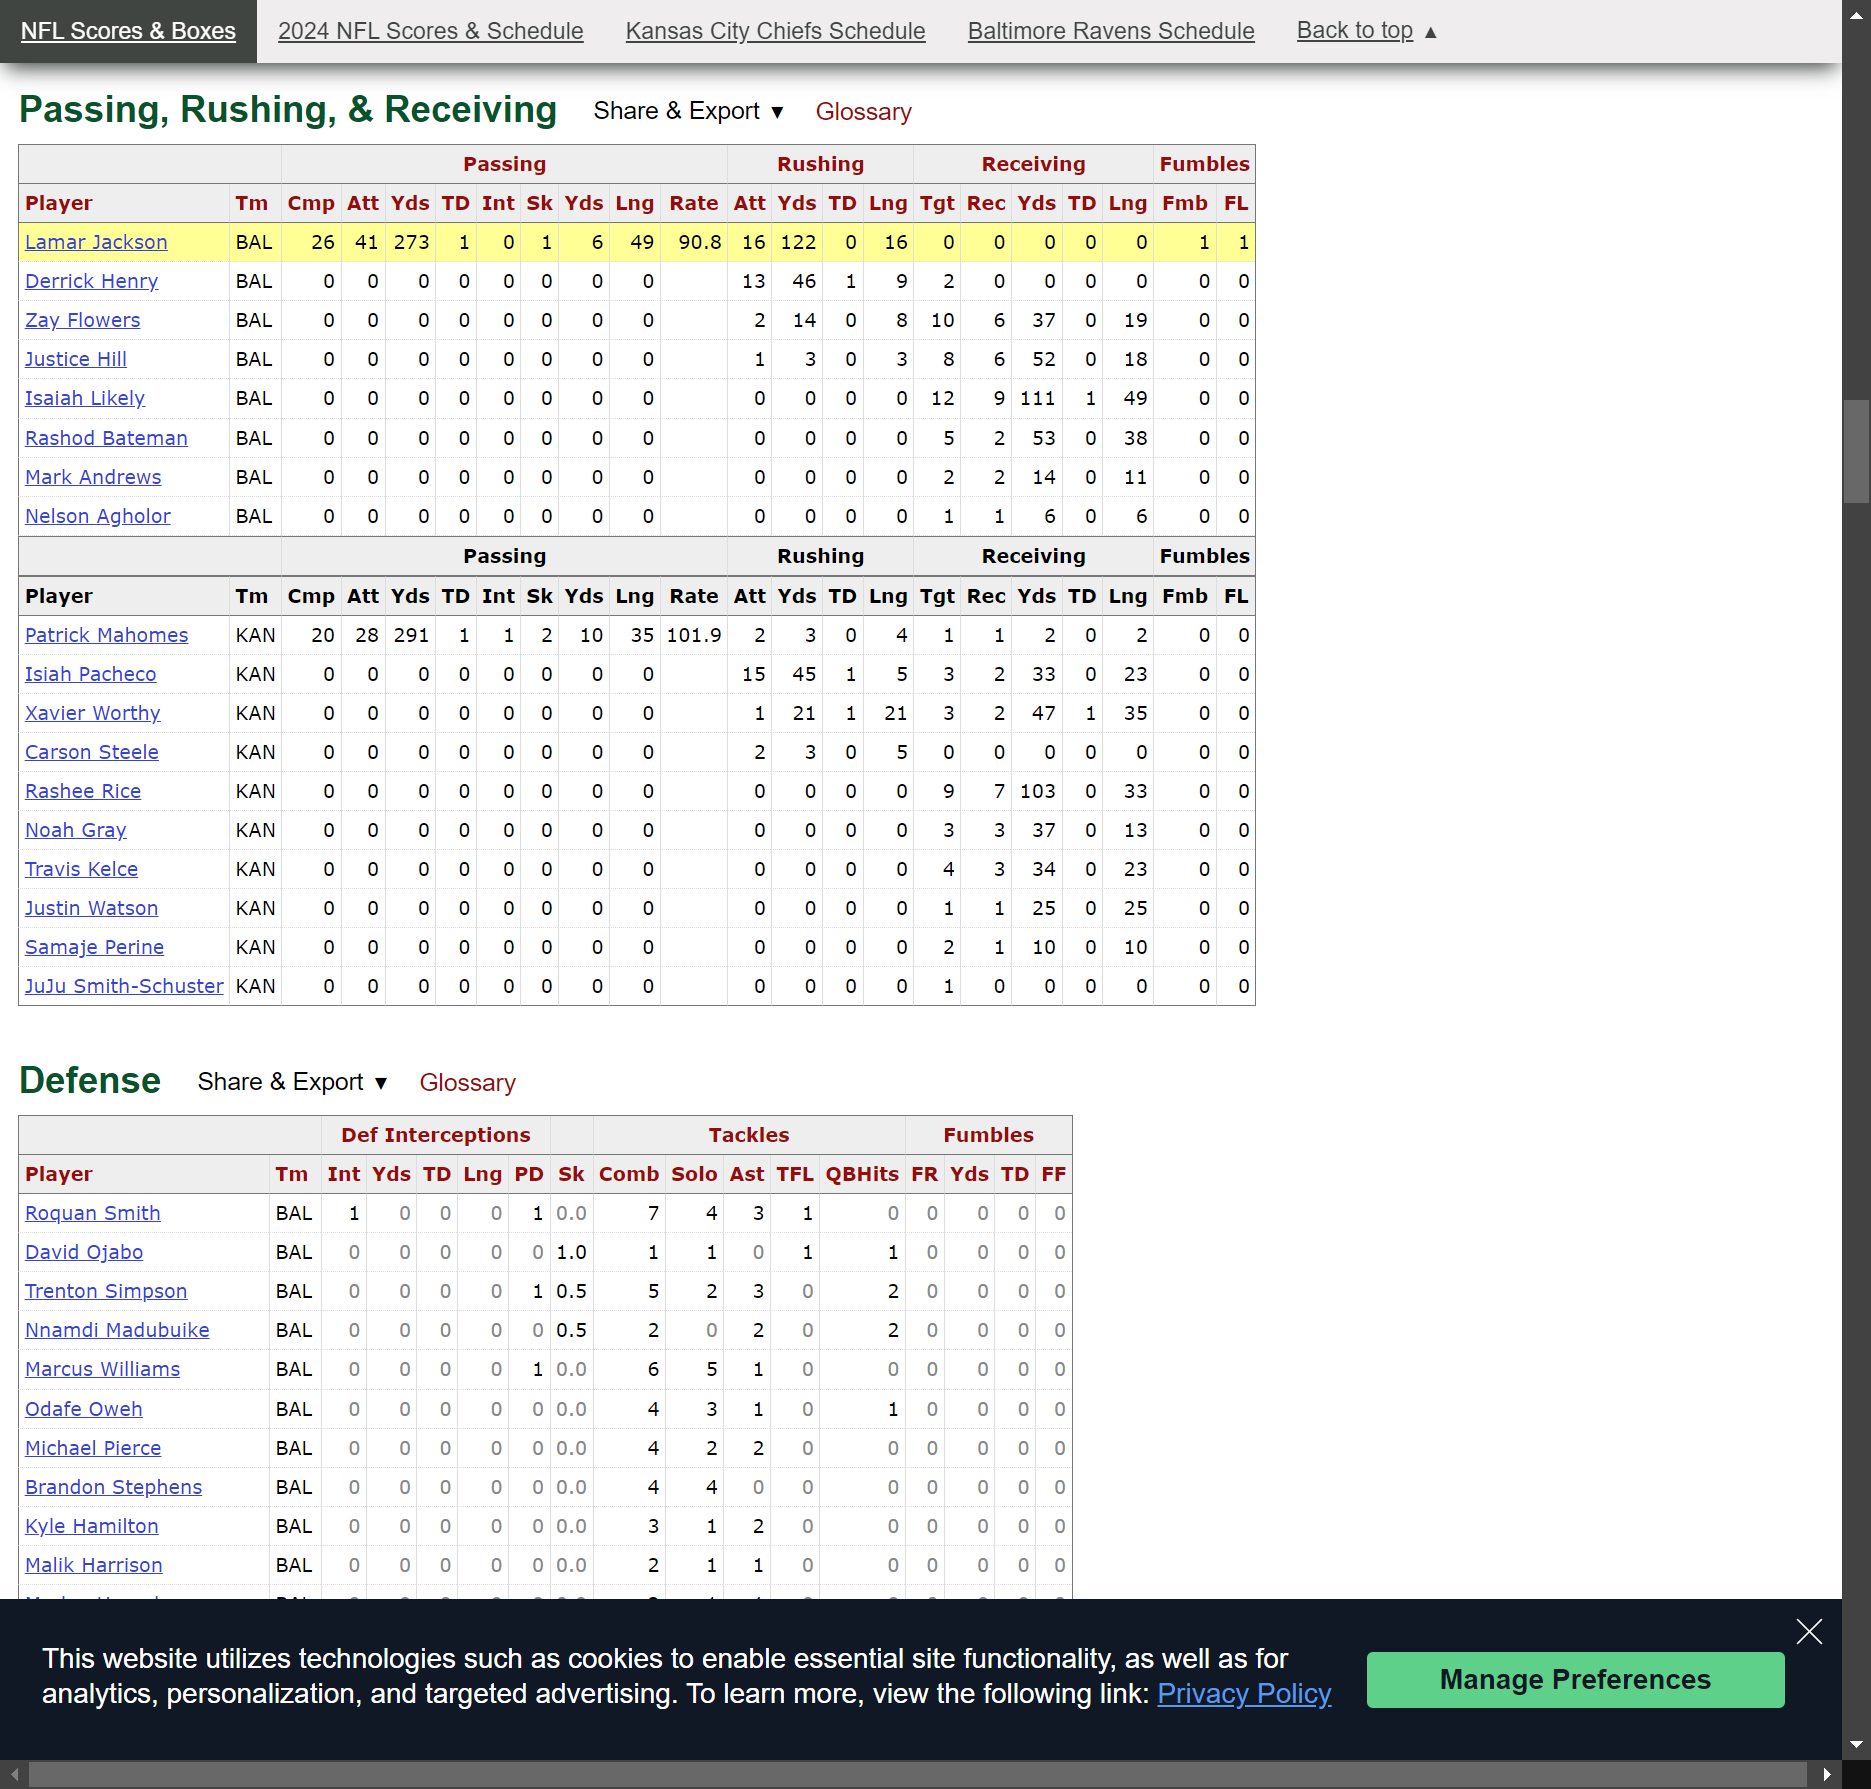 NFL Scores & Boxes 2024 NFL Scores & Schedule Kansas City Chiefs Schedule Baltimore Ravens Schedule Back to top ▲
Passing, Rushing, & Receiving Share & Export ▼ Glossary
Passing Rushing Receiving Fumbles
Player Tm Cmp Att Yds TD Int Sk Yds Lng Rate Att Yds TD Lng Tgt Rec Yds TD Lng Fmb FL
Lamar Jackson BAL 26 41 273 1 0 1 6 49 90.8 16 122 0 16 0 0 0 0 0 1 1
Derrick Henry BAL 0 0 0 0 0 0 0 0 13 46 1 9 2 0 0 0 0 0 0
Zay Flowers BAL 0 0 0 0 0 0 0 0 2 14 0 8 10 6 37 0 19 0 0
Justice Hill BAL 0 0 0 0 0 0 0 0 1 3 0 3 8 6 52 0 18 0 0
Isaiah Likely BAL 0 0 0 0 0 0 0 0 0 0 0 0 12 9 111 1 49 0 0
Rashod Bateman BAL 0 0 0 0 0 0 0 0 0 0 0 0 5 2 53 0 38 0 0
Mark Andrews BAL 0 0 0 0 0 0 0 0 0 0 0 0 2 2 14 0 11 0 0
Nelson Agholor BAL 0 0 0 0 0 0 0 0 0 0 0 0 1 1 6 0 6 0 0
Passing Rushing Receiving Fumbles
Player Tm Cmp Att Yds TD Int Sk Yds Lng Rate Att Yds TD Lng Tgt Rec Yds TD Lng Fmb FL
Patrick Mahomes KAN 20 28 291 1 1 2 10 35 101.9 2 3 0 4 1 1 2 0 2 0 0
Isiah Pacheco KAN 0 0 0 0 0 0 0 0 15 45 1 5 3 2 33 0 23 0 0
Xavier Worthy KAN 0 0 0 0 0 0 0 0 1 21 1 21 3 2 47 1 35 0 0
Carson Steele KAN 0 0 0 0 0 0 0 0 2 3 0 5 0 0 0 0 0 0 0
Rashee Rice KAN 0 0 0 0 0 0 0 0 0 0 0 0 9 7 103 0 33 0 0
Noah Gray KAN 0 0 0 0 0 0 0 0 0 0 0 0 3 3 37 0 13 0 0
Travis Kelce KAN 0 0 0 0 0 0 0 0 0 0 0 0 4 3 34 0 23 0 0
Justin Watson KAN 0 0 0 0 0 0 0 0 0 0 0 0 1 1 25 0 25 0 0
Samaje Perine KAN 0 0 0 0 0 0 0 0 0 0 0 0 2 1 10 0 10 0 0
JuJu Smith-Schuster KAN 0 0 0 0 0 0 0 0 0 0 0 0 1 0 0 0 0 0 0
Defense Share & Export ▼ Glossary
Def Interceptions Tackles Fumbles
Player Tm Int Yds TD Lng PD Sk Comb Solo Ast TFL QBHits FR Yds TD FF
Roquan Smith BAL 1 0 0 0 1 0.0 7 4 3 1 0 0 0 0 0
David Ojabo BAL 0 0 0 0 0 1.0 1 1 0 1 1 0 0 0 0
Trenton Simpson BAL 0 0 0 0 1 0.5 5 2 3 0 2 0 0 0 0
Nnamdi Madubuike BAL 0 0 0 0 0 0.5 2 0 2 0 2 0 0 0 0
Marcus Williams BAL 0 0 0 0 1 0.0 6 5 1 0 0 0 0 0 0
Odafe Oweh BAL 0 0 0 0 0 0.0 4 3 1 0 1 0 0 0 0
Michael Pierce BAL 0 0 0 0 0 0.0 4 2 2 0 0 0 0 0 0
Brandon Stephens BAL 0 0 0 0 0 0.0 4 4 0 0 0 0 0 0 0
Kyle Hamilton BAL 0 0 0 0 0 0.0 3 1 2 0 0 0 0 0 0
Malik Harrison BAL 0 0 0 0 0 0.0 2 1 1 0 0 0 0 0 0
This website utilizes technologies such as cookies to enable essential site functionality, as well as for
analytics, personalization, and targeted advertising. To learn more, view the following link: Privacy Policy
Manage Preferences